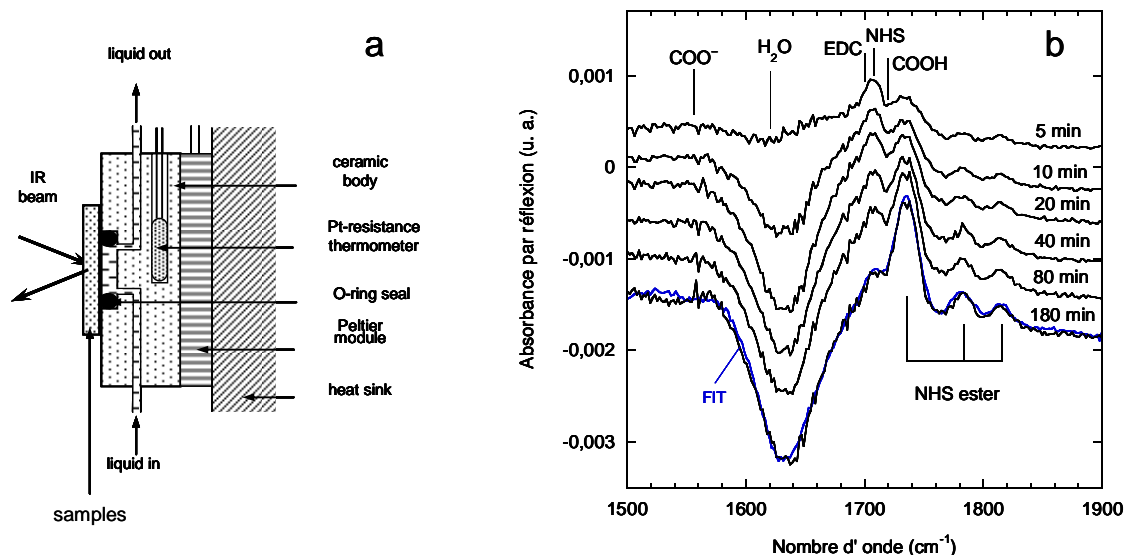 a
liquid out
IR
beam
ceramic
body
Pt-resistance
thermometer
O-ring seal
Peltier
module
heat sink
liquid in
samples
b
COO⁻
H₂O
EDC
NHS
COOH
0,001
0
-0,001
-0,002
-0,003
Absorbance par réflexion (u. a.)
5 min
10 min
20 min
40 min
80 min
180 min
FIT
NHS ester
1500
1600
1700
1800
1900
Nombre d' onde (cm⁻¹)